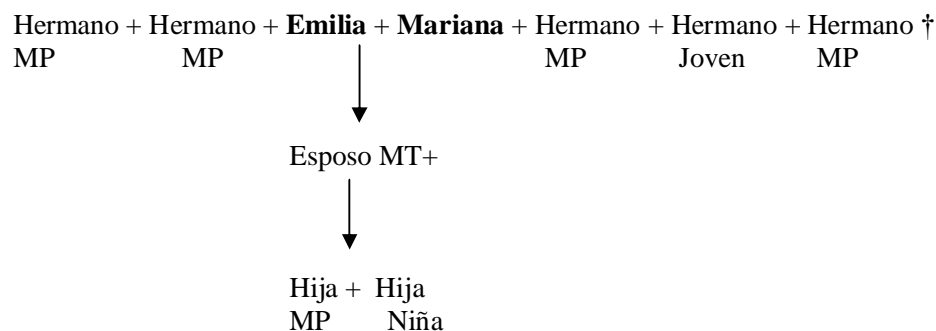 Hermano + Hermano + Emilia + Mariana + Hermano + Hermano + Hermano †
MP MP MP Joven MP
Esposo MT+
Hija + Hija
MP Niña